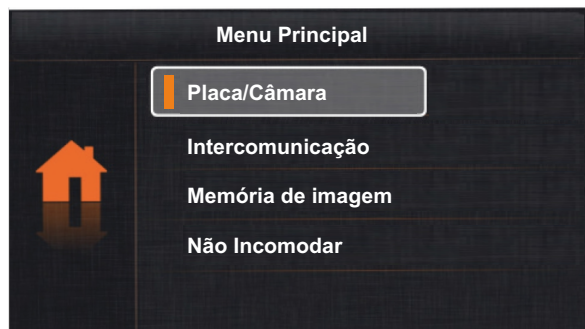 Menu Principal
Placa/Câmara
Intercomunicação
Memória de imagem
Não Incomodar